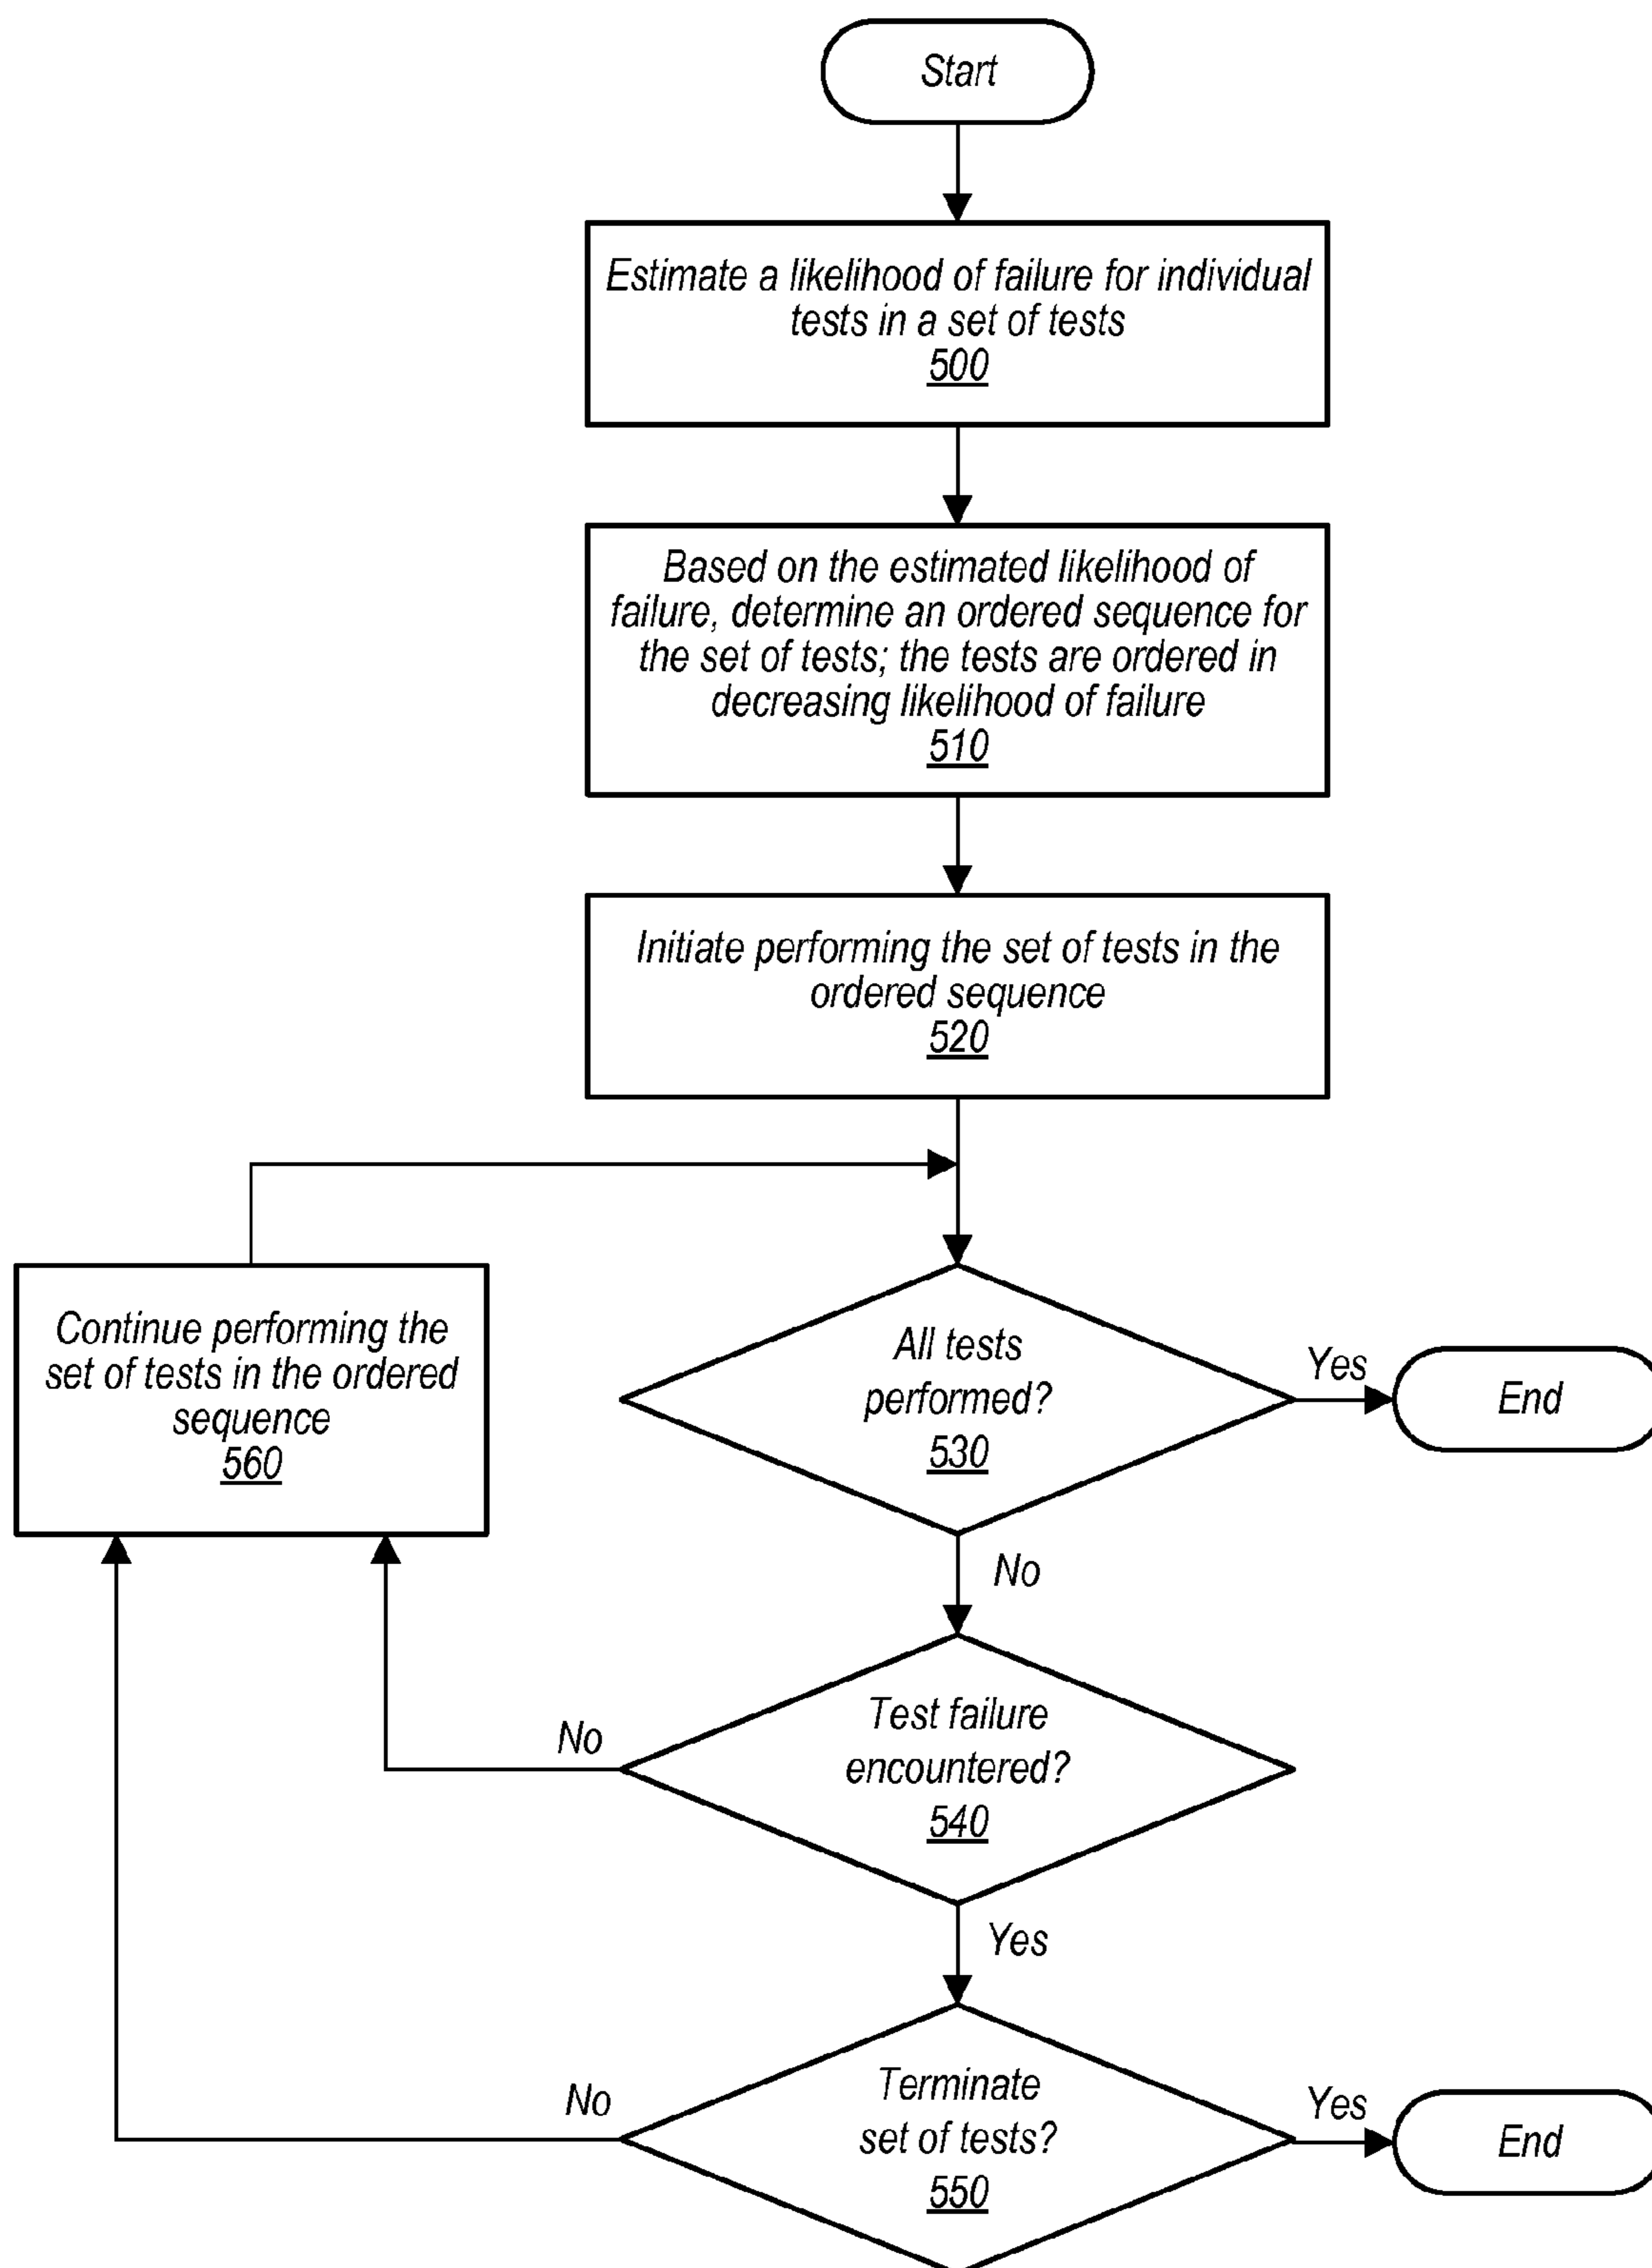 Start
Estimate a likelihood of failure for individual
tests in a set of tests
500
Based on the estimated likelihood of
failure, determine an ordered sequence for
the set of tests; the tests are ordered in
decreasing likelihood of failure
510
Initiate performing the set of tests in the
ordered sequence
520
Continue performing the
set of tests in the ordered
sequence
560
All tests
performed?
530
Yes
End
No
Test failure
encountered?
540
No
Yes
Terminate
set of tests?
550
No
Yes
End